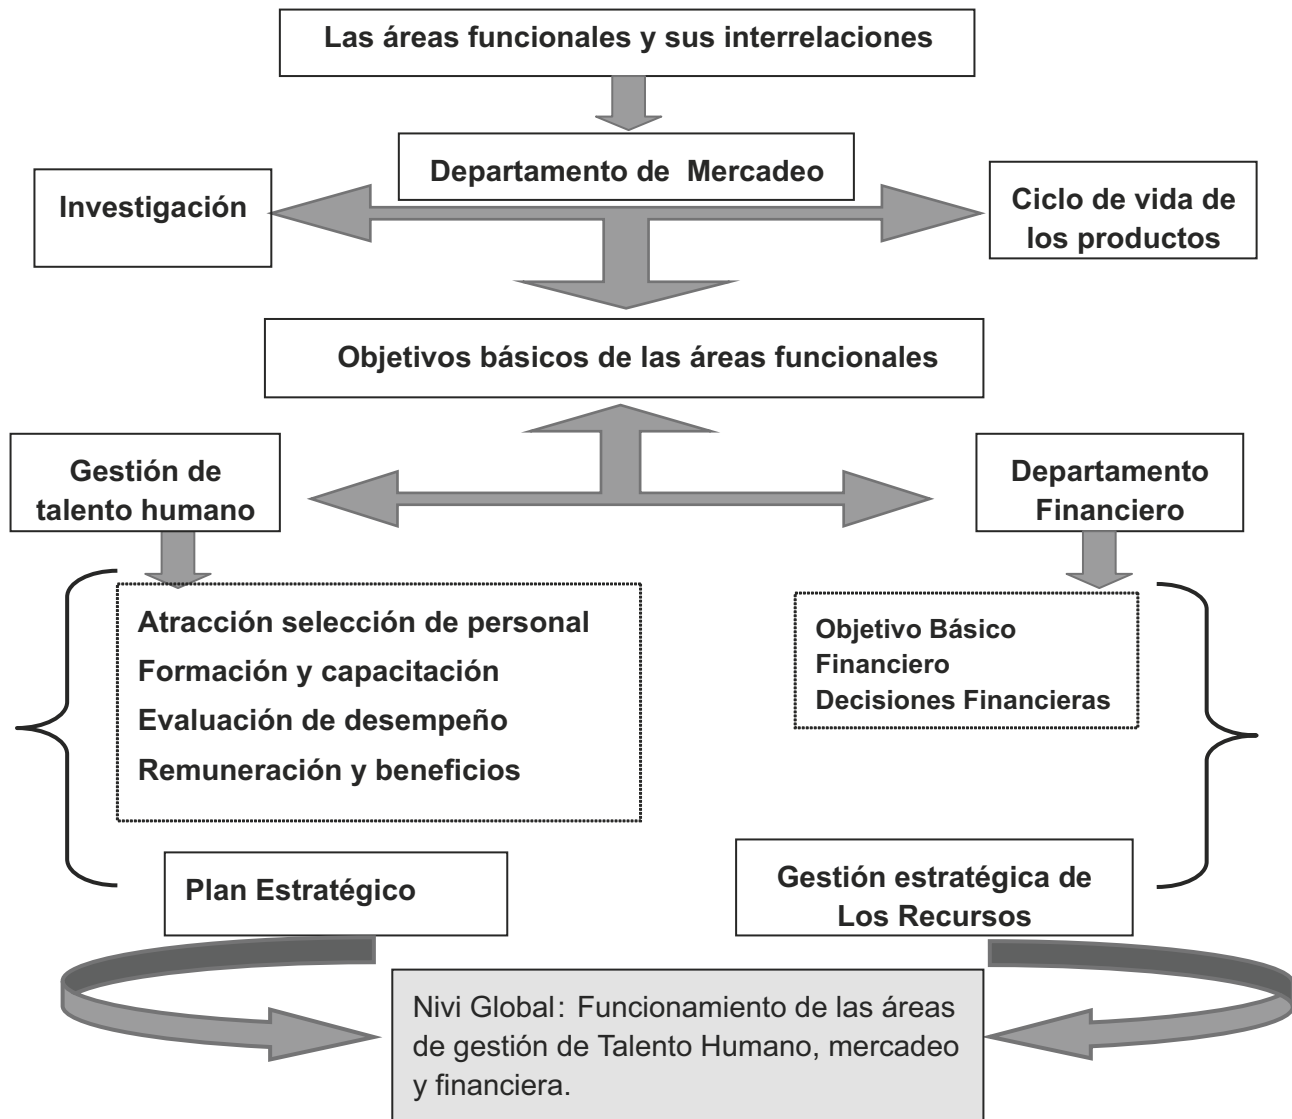 Las áreas funcionales y sus interrelaciones
Departamento de Mercadeo
Investigación
Ciclo de vida de
los productos
Objetivos básicos de las áreas funcionales
Gestión de
talento humano
Departamento
Financiero
Atracción selección de personal
Formación y capacitación
Evaluación de desempeño
Remuneración y beneficios
Objetivo Básico
Financiero
Decisiones Financieras
Plan Estratégico
Gestión estratégica de
Los Recursos
Nivi Global: Funcionamiento de las áreas
de gestión de Talento Humano, mercadeo
y financiera.